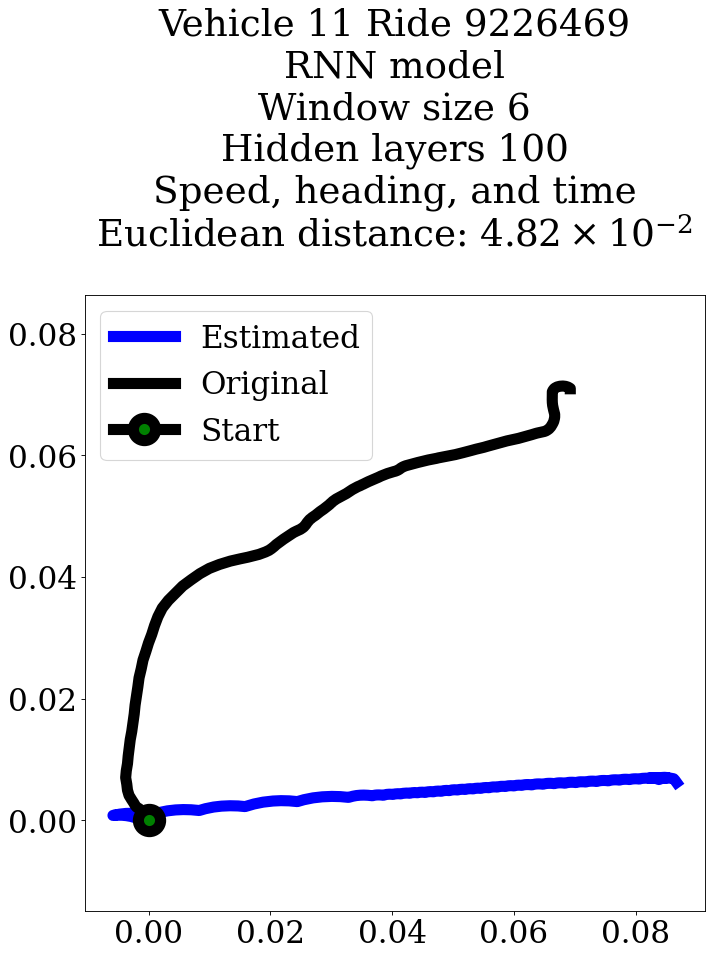 Vehicle 11 Ride 9226469
RNN model
Window size 6
Hidden layers 100
Speed, heading, and time
Euclidean distance: 4.82 × 10⁻²
Estimated
Original
Start
0.08
0.06
0.04
0.02
0.00
0.00 0.02 0.04 0.06 0.08